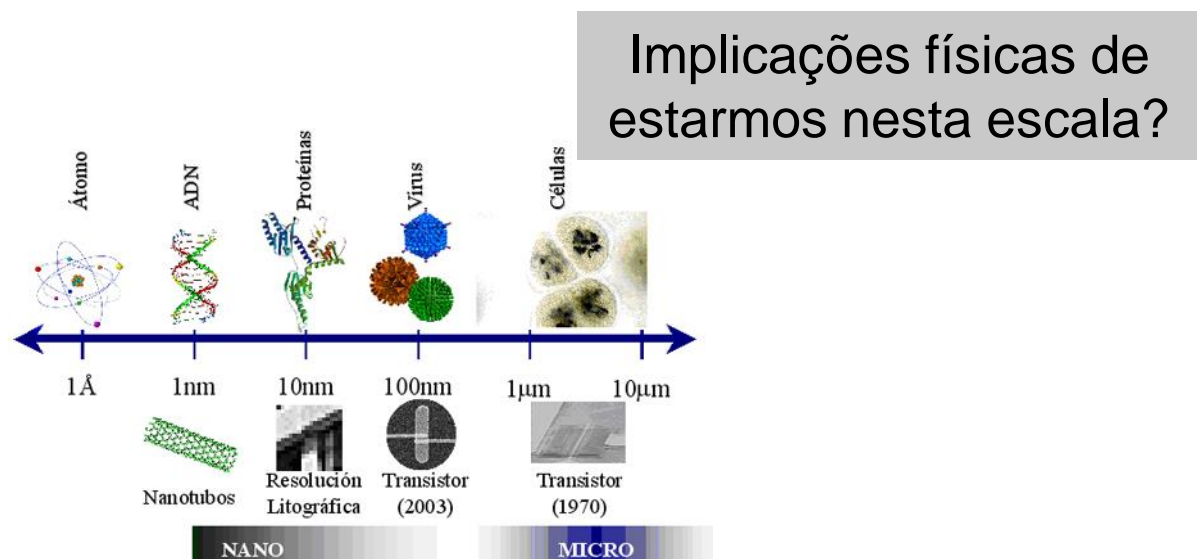 Implicações físicas de
estarmos nesta escala?
Átomo
ADN
Proteínas
Vírus
Células
1Å
1nm
10nm
100nm
1μm
10μm
Nanotubos
Resolución
Litográfica
Transistor
(2003)
Transistor
(1970)
NANO
MICRO